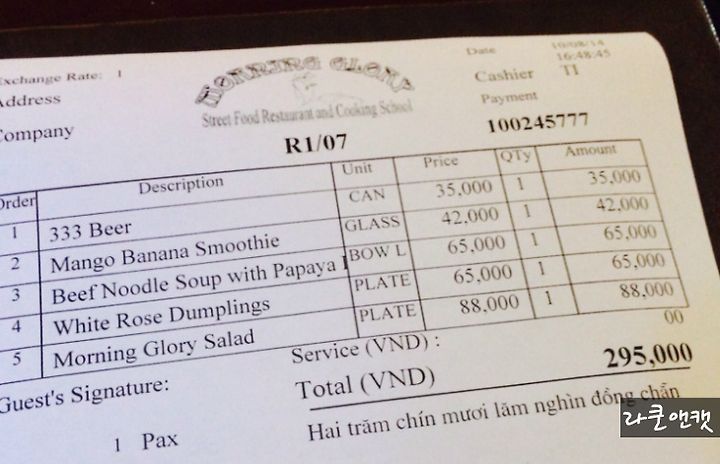 Exchange Rate: 1
Address
Company
MORNING GLORY
Street Food Restaurant and Cooking School
R1/07
Date 10/08/14
16:48:45
Cashier TI
Payment
100245777
Order Description Unit Price QTy Amount
1 333 Beer CAN 35,000 1 35,000
2 Mango Banana Smoothie GLASS 42,000 1 42,000
3 Beef Noodle Soup with Papaya BOW L 65,000 1 65,000
4 White Rose Dumplings PLATE 65,000 1 65,000
5 Morning Glory Salad PLATE 88,000 1 88,000
Service (VND) : 00
Total (VND) 295,000
Guest's Signature:
Hai trăm chín mươi lăm nghìn đồng chẵn
1 Pax
라쿨앤캣